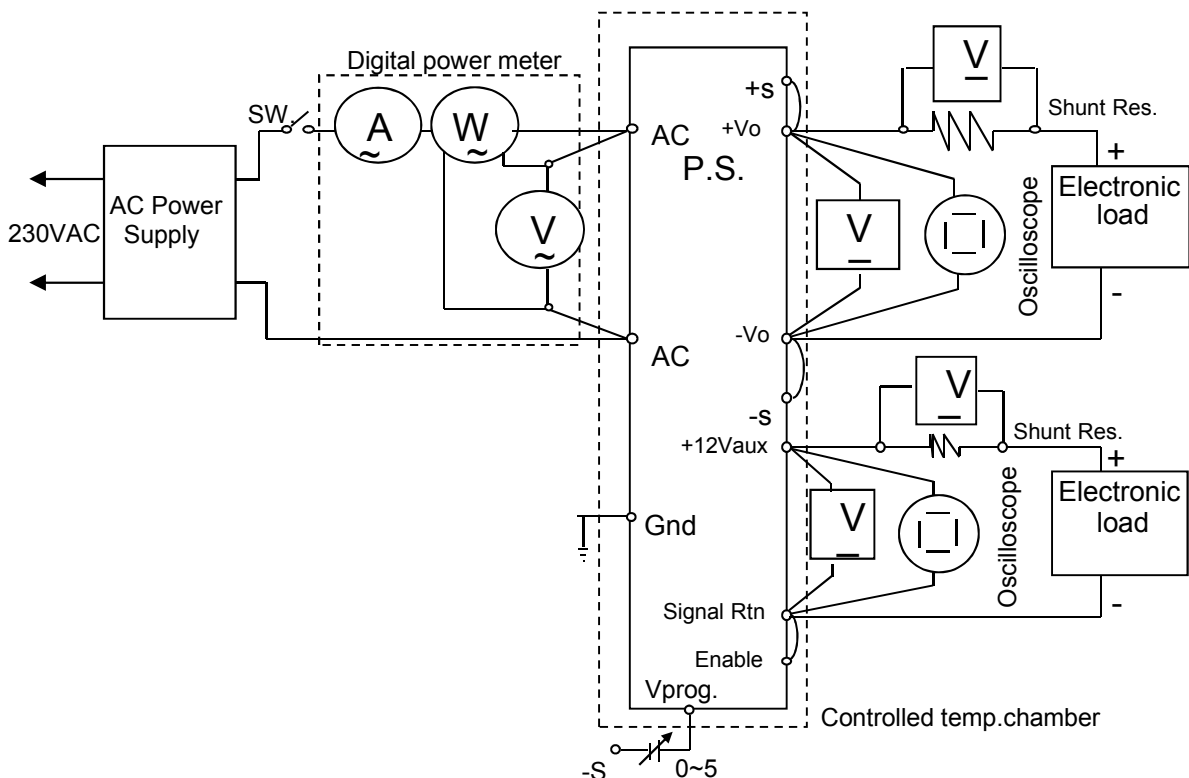 Digital power meter
SW.
A
~
W
~
V
~
230VAC
AC Power
Supply
AC
P.S.
AC
Gnd
+s
+Vo
-Vo
-s
+12Vaux
Signal Rtn
Enable
Vprog.
-S
0~5
V
Shunt Res.
V
Oscilloscope
+
Electronic
load
-
V
Shunt Res.
V
Oscilloscope
+
Electronic
load
-
Controlled temp.chamber